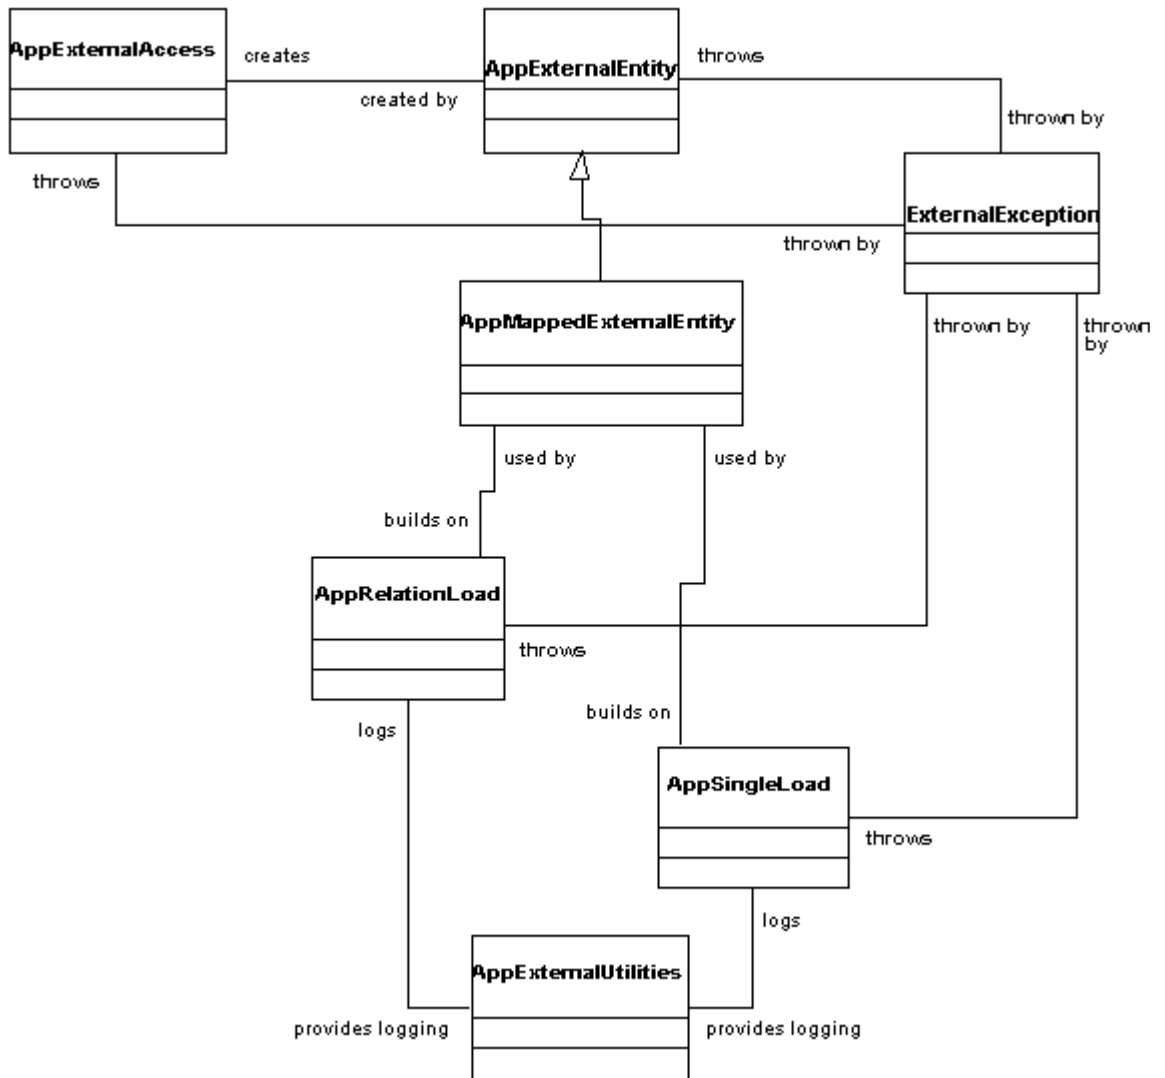 AppExternalAccess
creates
AppExternalEntity
throws
created by
thrown by
throws
ExternalException
thrown by
AppMappedExternalEntity
thrown by
thrown
by
used by
used by
builds on
AppRelationLoad
throws
builds on
logs
AppSingleLoad
throws
logs
AppExternalUtilities
provides logging
provides logging